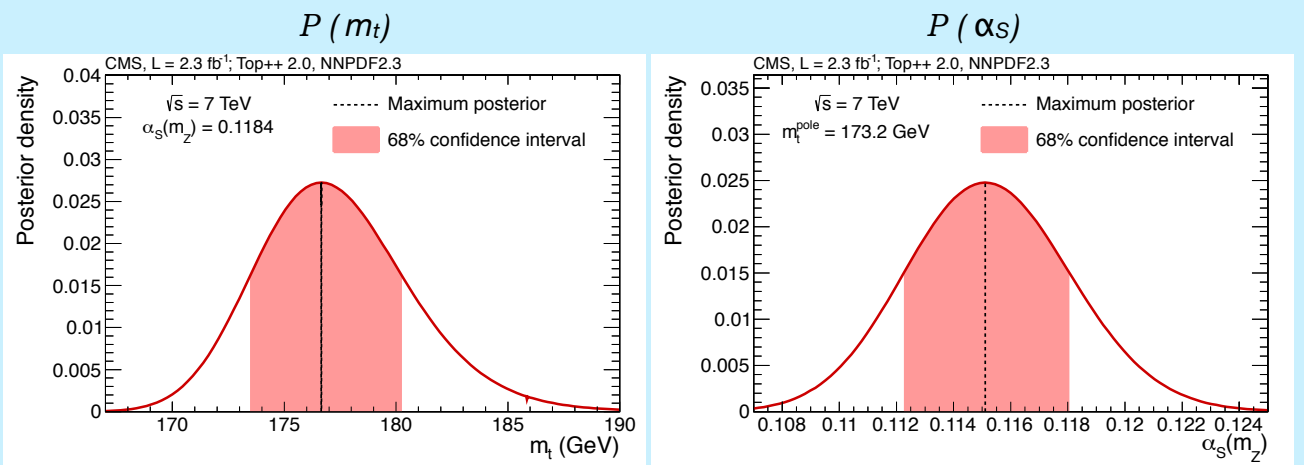 P (mt)
CMS, L = 2.3 fb-1; Top++ 2.0, NNPDF2.3
Posterior density
√s = 7 TeV
αS(mZ) = 0.1184
Maximum posterior
68% confidence interval
0.04
0.035
0.03
0.025
0.02
0.015
0.01
0.005
0
170
175
180
185
190
mt (GeV)
P (αS)
CMS, L = 2.3 fb-1; Top++ 2.0, NNPDF2.3
Posterior density
√s = 7 TeV
mtpole = 173.2 GeV
Maximum posterior
68% confidence interval
0.035
0.03
0.025
0.02
0.015
0.01
0.005
0
0.108
0.11
0.112
0.114
0.116
0.118
0.12
0.122
0.124
αS(mZ)